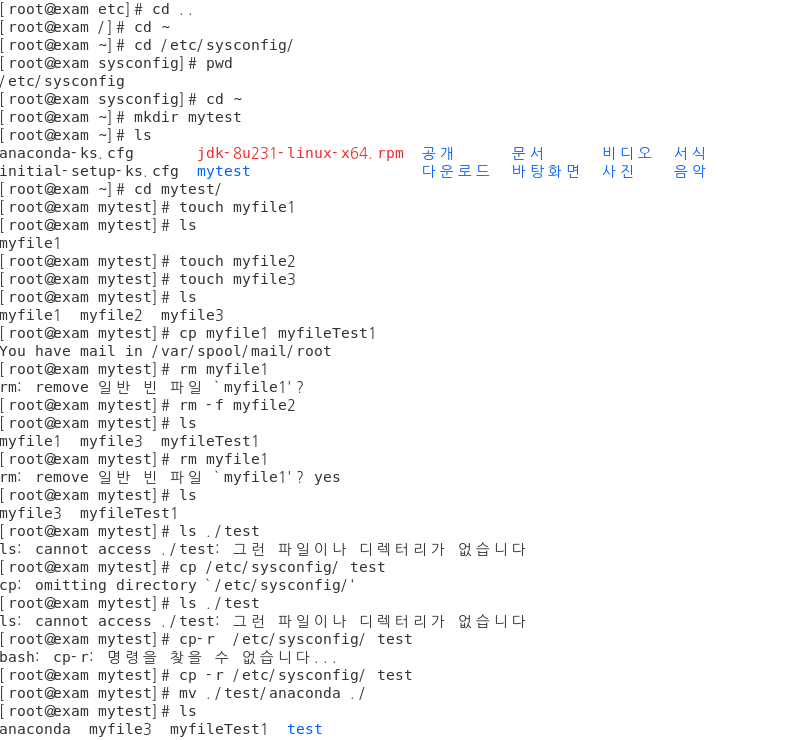 [root@exam etc]# cd ..
[root@exam /]# cd ~
[root@exam ~]# cd /etc/sysconfig/
[root@exam sysconfig]# pwd
/etc/sysconfig
[root@exam sysconfig]# cd ~
[root@exam ~]# mkdir mytest
[root@exam ~]# ls
anaconda-ks.cfg       jdk-8u231-linux-x64.rpm  공개      문서      비디오  서식
initial-setup-ks.cfg  mytest                   다운로드  바탕화면  사진    음악
[root@exam ~]# cd mytest/
[root@exam mytest]# touch myfile1
[root@exam mytest]# ls
myfile1
[root@exam mytest]# touch myfile2
[root@exam mytest]# touch myfile3
[root@exam mytest]# ls
myfile1  myfile2  myfile3
[root@exam mytest]# cp myfile1 myfileTest1
You have mail in /var/spool/mail/root
[root@exam mytest]# rm myfile1
rm: remove 일반 빈 파일 `myfile1'?
[root@exam mytest]# rm -f myfile2
[root@exam mytest]# ls
myfile1  myfile3  myfileTest1
[root@exam mytest]# rm myfile1
rm: remove 일반 빈 파일 `myfile1'? yes
[root@exam mytest]# ls
myfile3  myfileTest1
[root@exam mytest]# ls ./test
ls: cannot access ./test: 그런 파일이나 디렉터리가 없습니다
[root@exam mytest]# cp /etc/sysconfig/ test
cp: omitting directory `/etc/sysconfig/'
[root@exam mytest]# ls ./test
ls: cannot access ./test: 그런 파일이나 디렉터리가 없습니다
[root@exam mytest]# cp-r  /etc/sysconfig/ test
bash: cp-r: 명령을 찾을 수 없습니다...
[root@exam mytest]# cp -r /etc/sysconfig/ test
[root@exam mytest]# mv ./test/anaconda ./
[root@exam mytest]# ls
anaconda  myfile3  myfileTest1  test